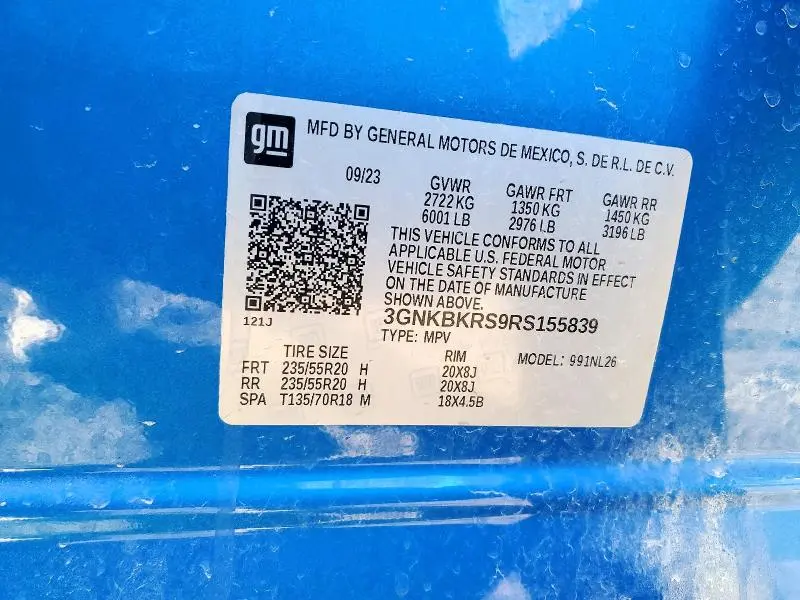 gm MFD BY GENERAL MOTORS DE MEXICO, S. DE R.L. DE C.V.
09/23 GVWR GAWR FRT GAWR RR
2722 KG 1350 KG 1450 KG
6001 LB 2976 LB 3196 LB
THIS VEHICLE CONFORMS TO ALL
APPLICABLE U.S. FEDERAL MOTOR
VEHICLE SAFETY STANDARDS IN EFFECT
ON THE DATE OF MANUFACTURE
SHOWN ABOVE.
121J 3GNKBKRS9RS155839
TYPE: MPV
TIRE SIZE RIM MODEL: 991NL26
FRT 235/55R20 H 20X8J
RR 235/55R20 H 20X8J
SPA T135/70R18 M 18X4.5B